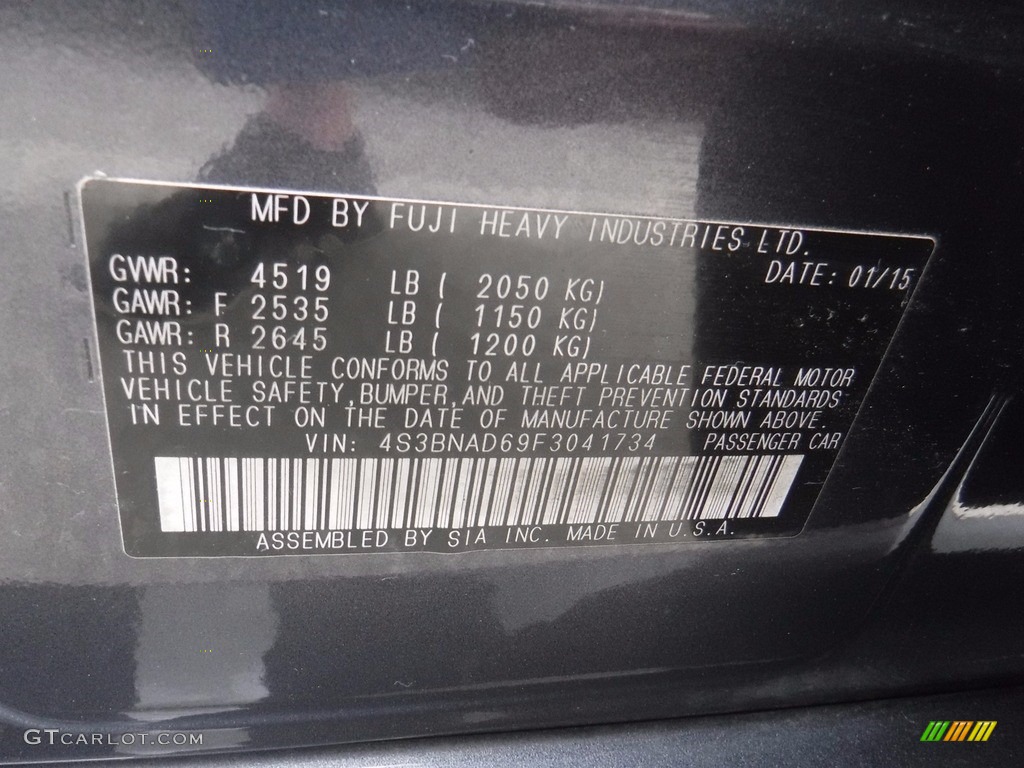 MFD BY FUJI HEAVY INDUSTRIES LTD.
DATE: 01/15
GVWR: 4519 LB ( 2050 KG)
GAWR: F 2535 LB ( 1150 KG)
GAWR: R 2645 LB ( 1200 KG)
THIS VEHICLE CONFORMS TO ALL APPLICABLE FEDERAL MOTOR
VEHICLE SAFETY, BUMPER, AND THEFT PREVENTION STANDARDS
IN EFFECT ON THE DATE OF MANUFACTURE SHOWN ABOVE.
VIN: 4S3BNAD69F3041734 PASSENGER CAR
ASSEMBLED BY SIA INC. MADE IN U.S.A.
GTCARLOT.COM